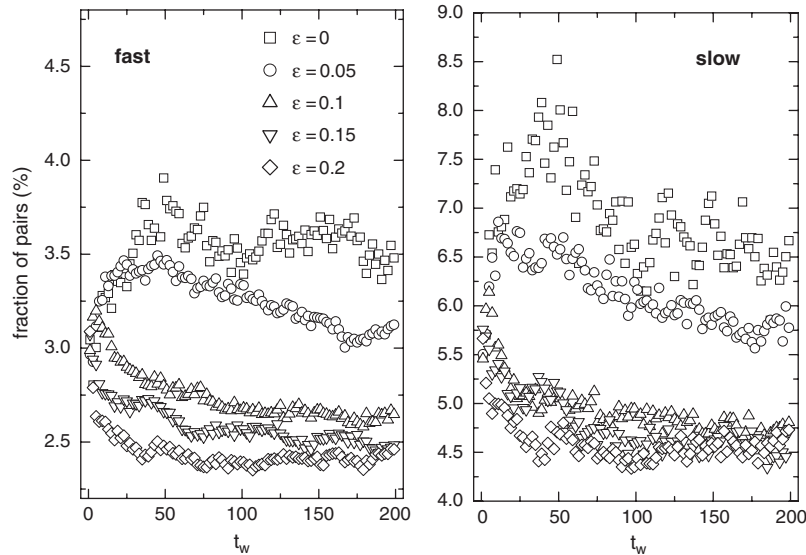 fast
□ ε = 0
○ ε = 0.05
△ ε = 0.1
▽ ε = 0.15
◇ ε = 0.2
fraction of pairs (%)
4.5
4.0
3.5
3.0
2.5
0 50 100 150 200
t_w
slow
9.0
8.5
8.0
7.5
7.0
6.5
6.0
5.5
5.0
4.5
4.0
0 50 100 150 200
t_w